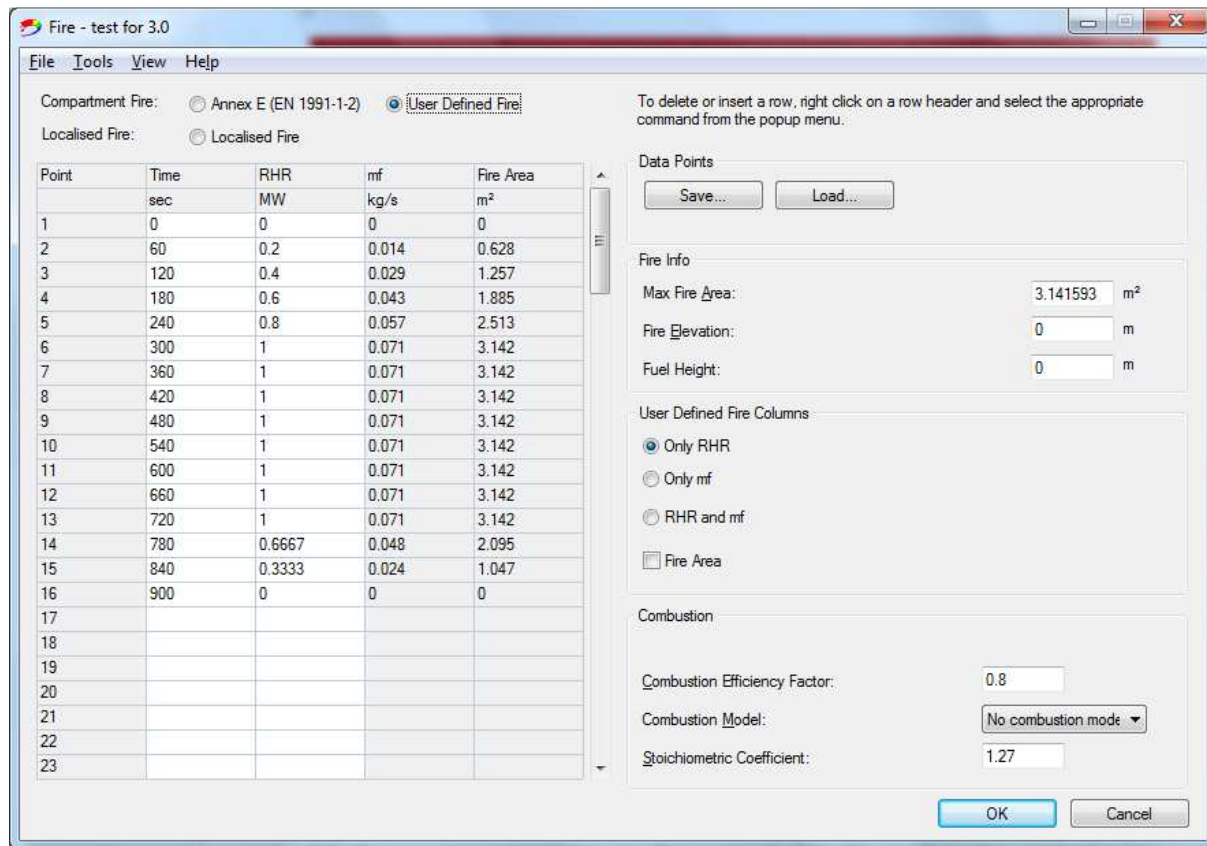 Fire - test for 3.0
File Tools View Help
Compartment Fire: Annex E (EN 1991-1-2) User Defined Fire
Localised Fire: Localised Fire
Point Time RHR mf Fire Area
sec MW kg/s m²
1 0 0 0 0
2 60 0.2 0.014 0.628
3 120 0.4 0.029 1.257
4 180 0.6 0.043 1.885
5 240 0.8 0.057 2.513
6 300 1 0.071 3.142
7 360 1 0.071 3.142
8 420 1 0.071 3.142
9 480 1 0.071 3.142
10 540 1 0.071 3.142
11 600 1 0.071 3.142
12 660 1 0.071 3.142
13 720 1 0.071 3.142
14 780 0.6667 0.048 2.095
15 840 0.3333 0.024 1.047
16 900 0 0 0
17
18
19
20
21
22
23
To delete or insert a row, right click on a row header and select the appropriate
command from the popup menu.
Data Points
Save... Load...
Fire Info
Max Fire Area: 3.141593 m²
Fire Elevation: 0 m
Fuel Height: 0 m
User Defined Fire Columns
Only RHR
Only mf
RHR and mf
Fire Area
Combustion
Combustion Efficiency Factor: 0.8
Combustion Model: No combustion mode
Stoichiometric Coefficient: 1.27
OK Cancel